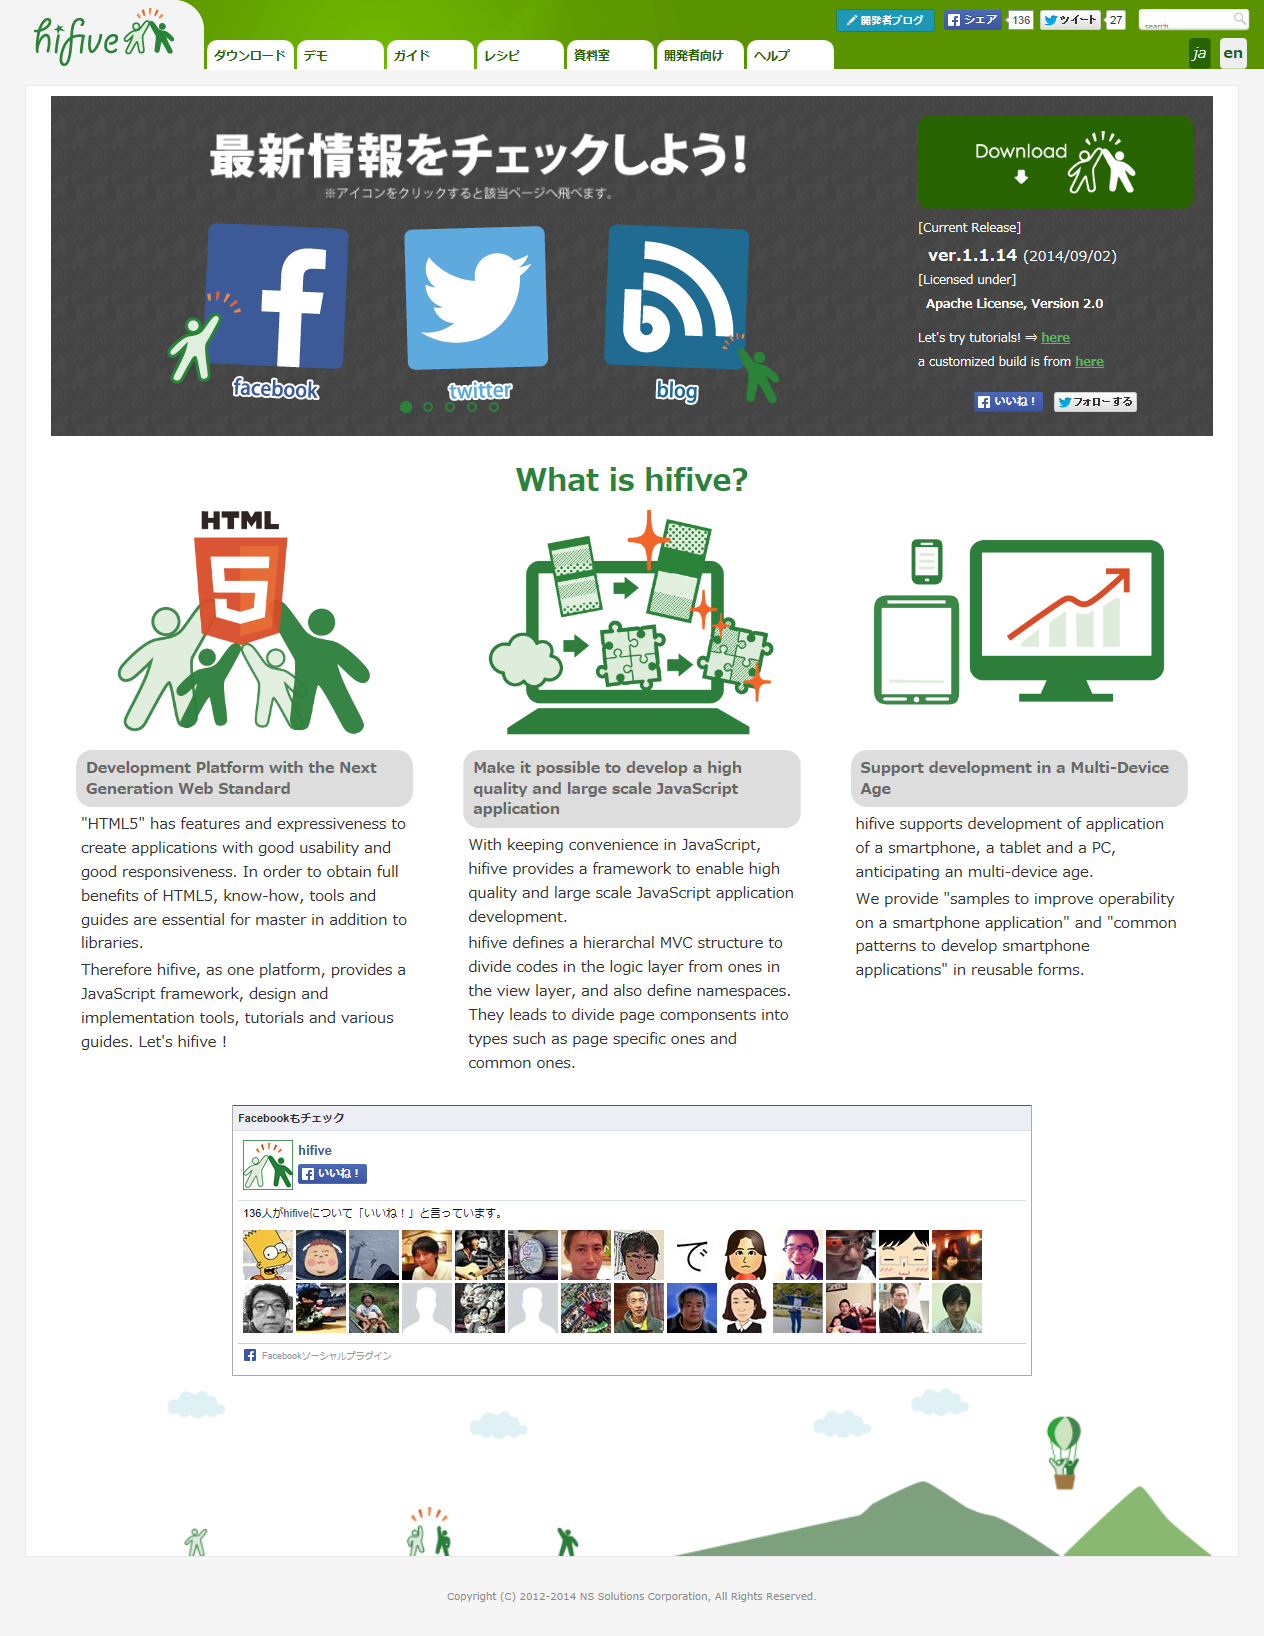 hifive
開発者ブログ
シェア 136
ツイート 27
search
ダウンロード デモ ガイド レシピ 資料室 開発者向け ヘルプ
ja en
最新情報をチェックしよう!
※アイコンをクリックすると該当ページへ飛べます。
facebook twitter blog
Download
[Current Release]
ver.1.1.14 (2014/09/02)
[Licensed under]
Apache License, Version 2.0
Let's try tutorials! ⇒ here
a customized build is from here
いいね！ フォローする
What is hifive?
HTML
5
Development Platform with the Next
Generation Web Standard
"HTML5" has features and expressiveness to
create applications with good usability and
good responsiveness. In order to obtain full
benefits of HTML5, know-how, tools and
guides are essential for master in addition to
libraries.
Therefore hifive, as one platform, provides a
JavaScript framework, design and
implementation tools, tutorials and various
guides. Let's hifive !
Make it possible to develop a high
quality and large scale JavaScript
application
With keeping convenience in JavaScript,
hifive provides a framework to enable high
quality and large scale JavaScript application
development.
hifive defines a hierarchal MVC structure to
divide codes in the logic layer from ones in
the view layer, and also define namespaces.
They leads to divide page components into
types such as page specific ones and
common ones.
Support development in a Multi-Device
Age
hifive supports development of application
of a smartphone, a tablet and a PC,
anticipating an multi-device age.
We provide "samples to improve operability
on a smartphone application" and "common
patterns to develop smartphone
applications" in reusable forms.
Facebookもチェック
hifive
いいね！
136人がhifiveについて「いいね！」と言っています。
で
Facebookソーシャルプラグイン
Copyright (C) 2012-2014 NS Solutions Corporation, All Rights Reserved.